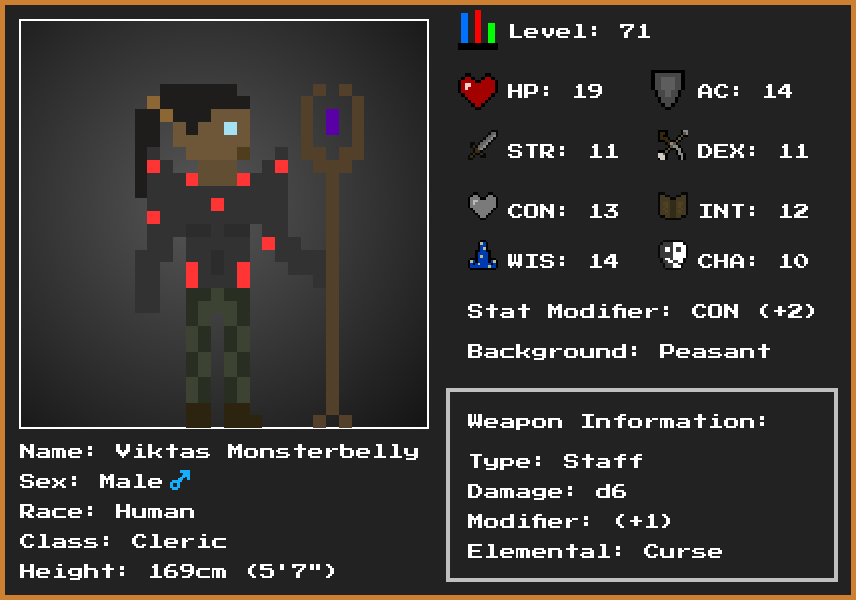 Level: 71
HP: 19
AC: 14
STR: 11
DEX: 11
CON: 13
INT: 12
WIS: 14
CHA: 10
Stat Modifier: CON (+2)
Background: Peasant
Weapon Information:
Type: Staff
Damage: d6
Modifier: (+1)
Elemental: Curse
Name: Viktas Monsterbelly
Sex: Male♂
Race: Human
Class: Cleric
Height: 169cm (5'7")